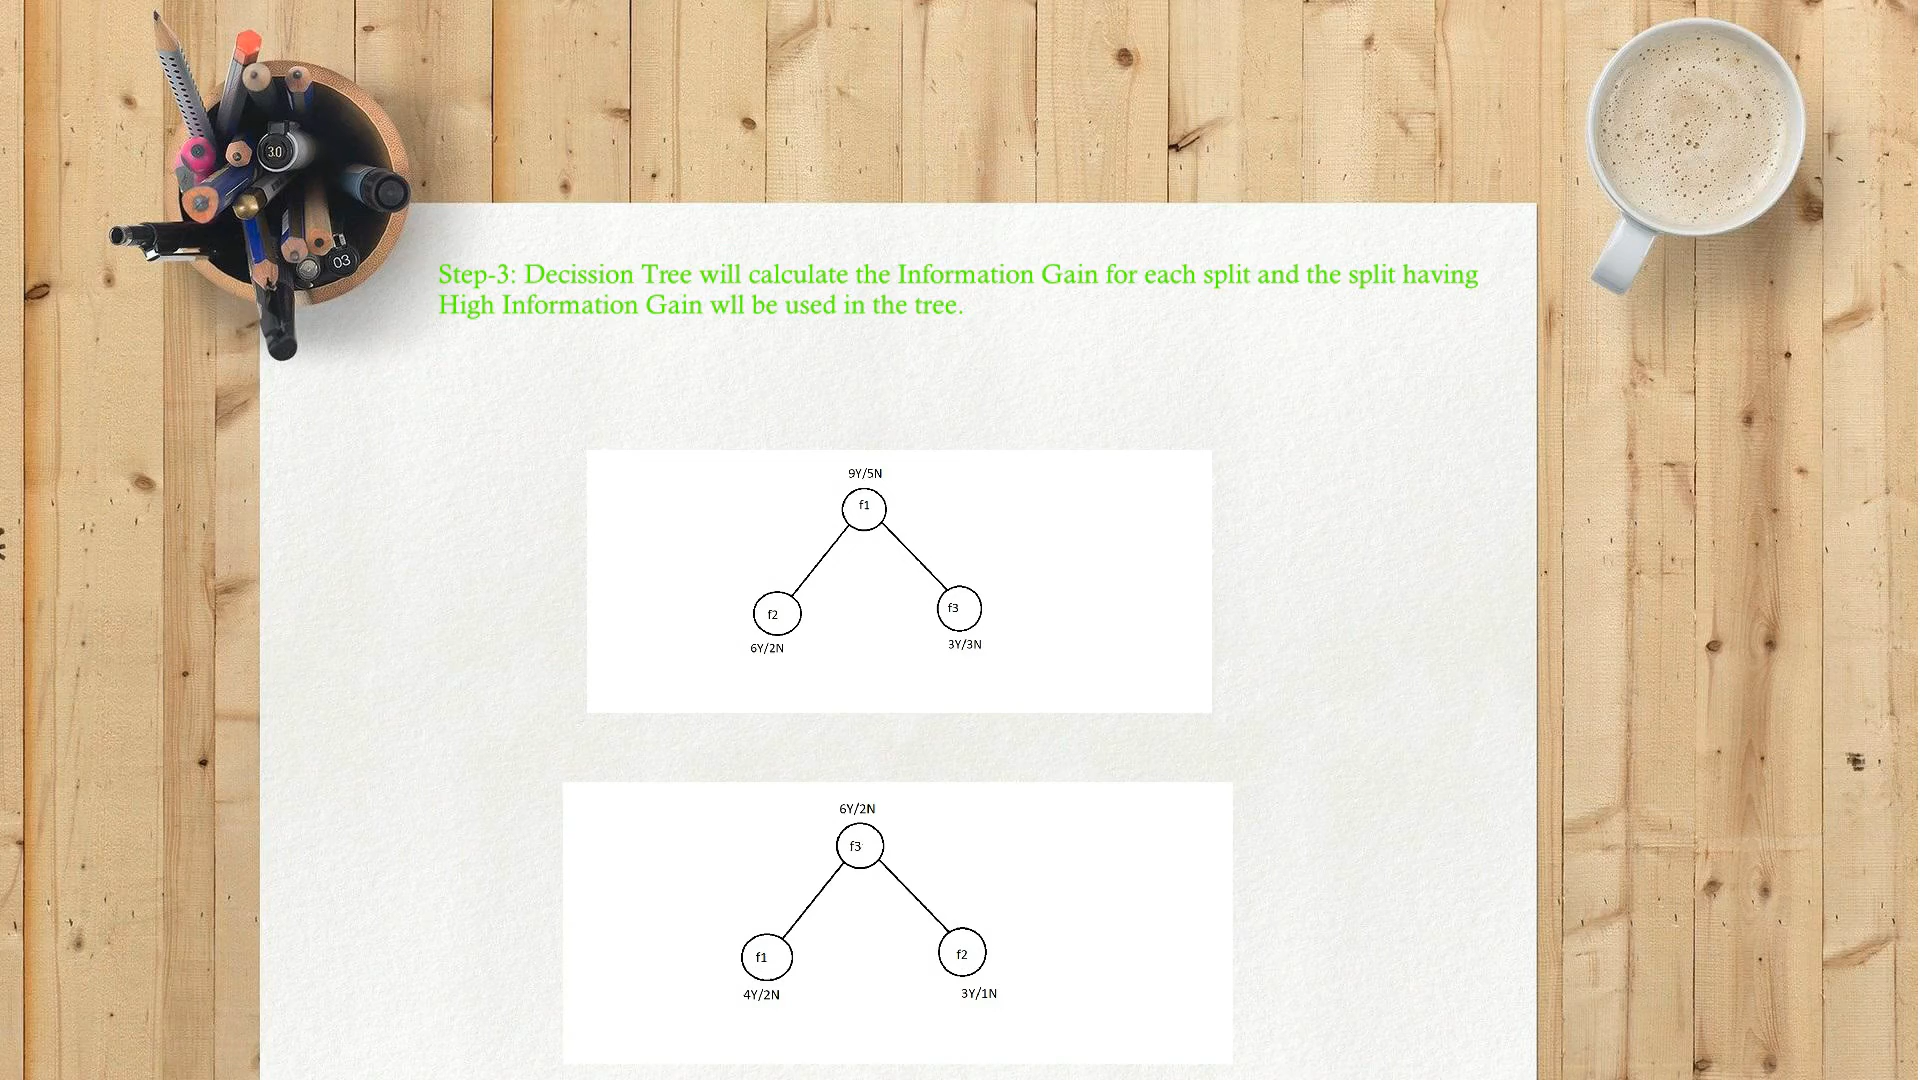 3.0
03
Step-3: Decission Tree will calculate the Information Gain for each split and the split having
High Information Gain wll be used in the tree.
9Y/5N
f1
f2
f3
6Y/2N
3Y/3N
6Y/2N
f3
f1
f2
4Y/2N
3Y/1N